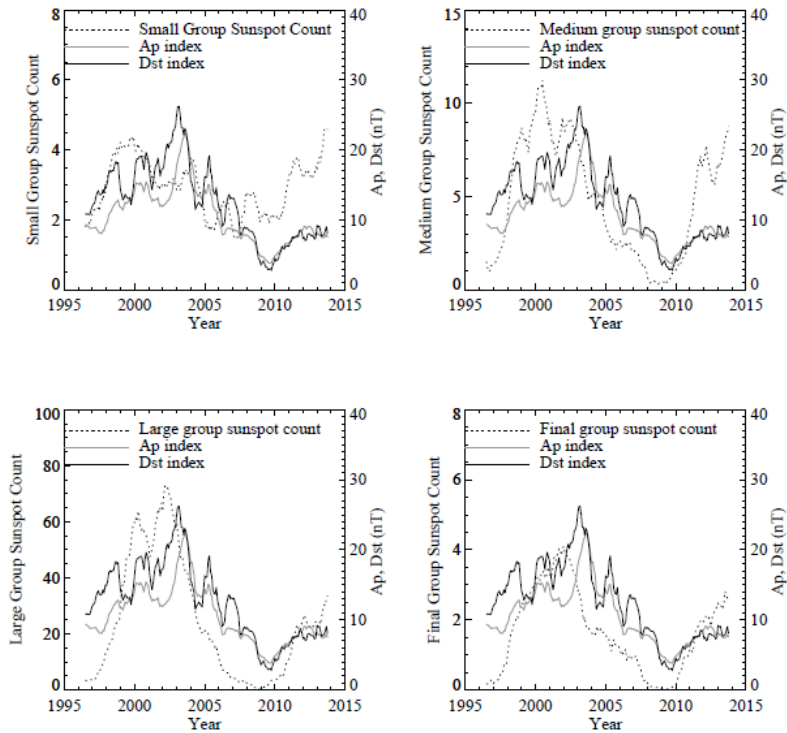 Small Group Sunspot Count
Ap index
Dst index
8
6
4
2
0
40
30
20
10
0
1995 2000 2005 2010 2015
Year
Small Group Sunspot Count
Ap, Dst (nT)
Medium group sunspot count
Ap index
Dst index
15
10
5
0
40
30
20
10
0
1995 2000 2005 2010 2015
Year
Medium Group Sunspot Count
Ap, Dst (nT)
Large group sunspot count
Ap index
Dst index
100
80
60
40
20
0
40
30
20
10
0
1995 2000 2005 2010 2015
Year
Large Group Sunspot Count
Ap, Dst (nT)
Final group sunspot count
Ap index
Dst index
8
6
4
2
0
40
30
20
10
0
1995 2000 2005 2010 2015
Year
Final Group Sunspot Count
Ap, Dst (nT)